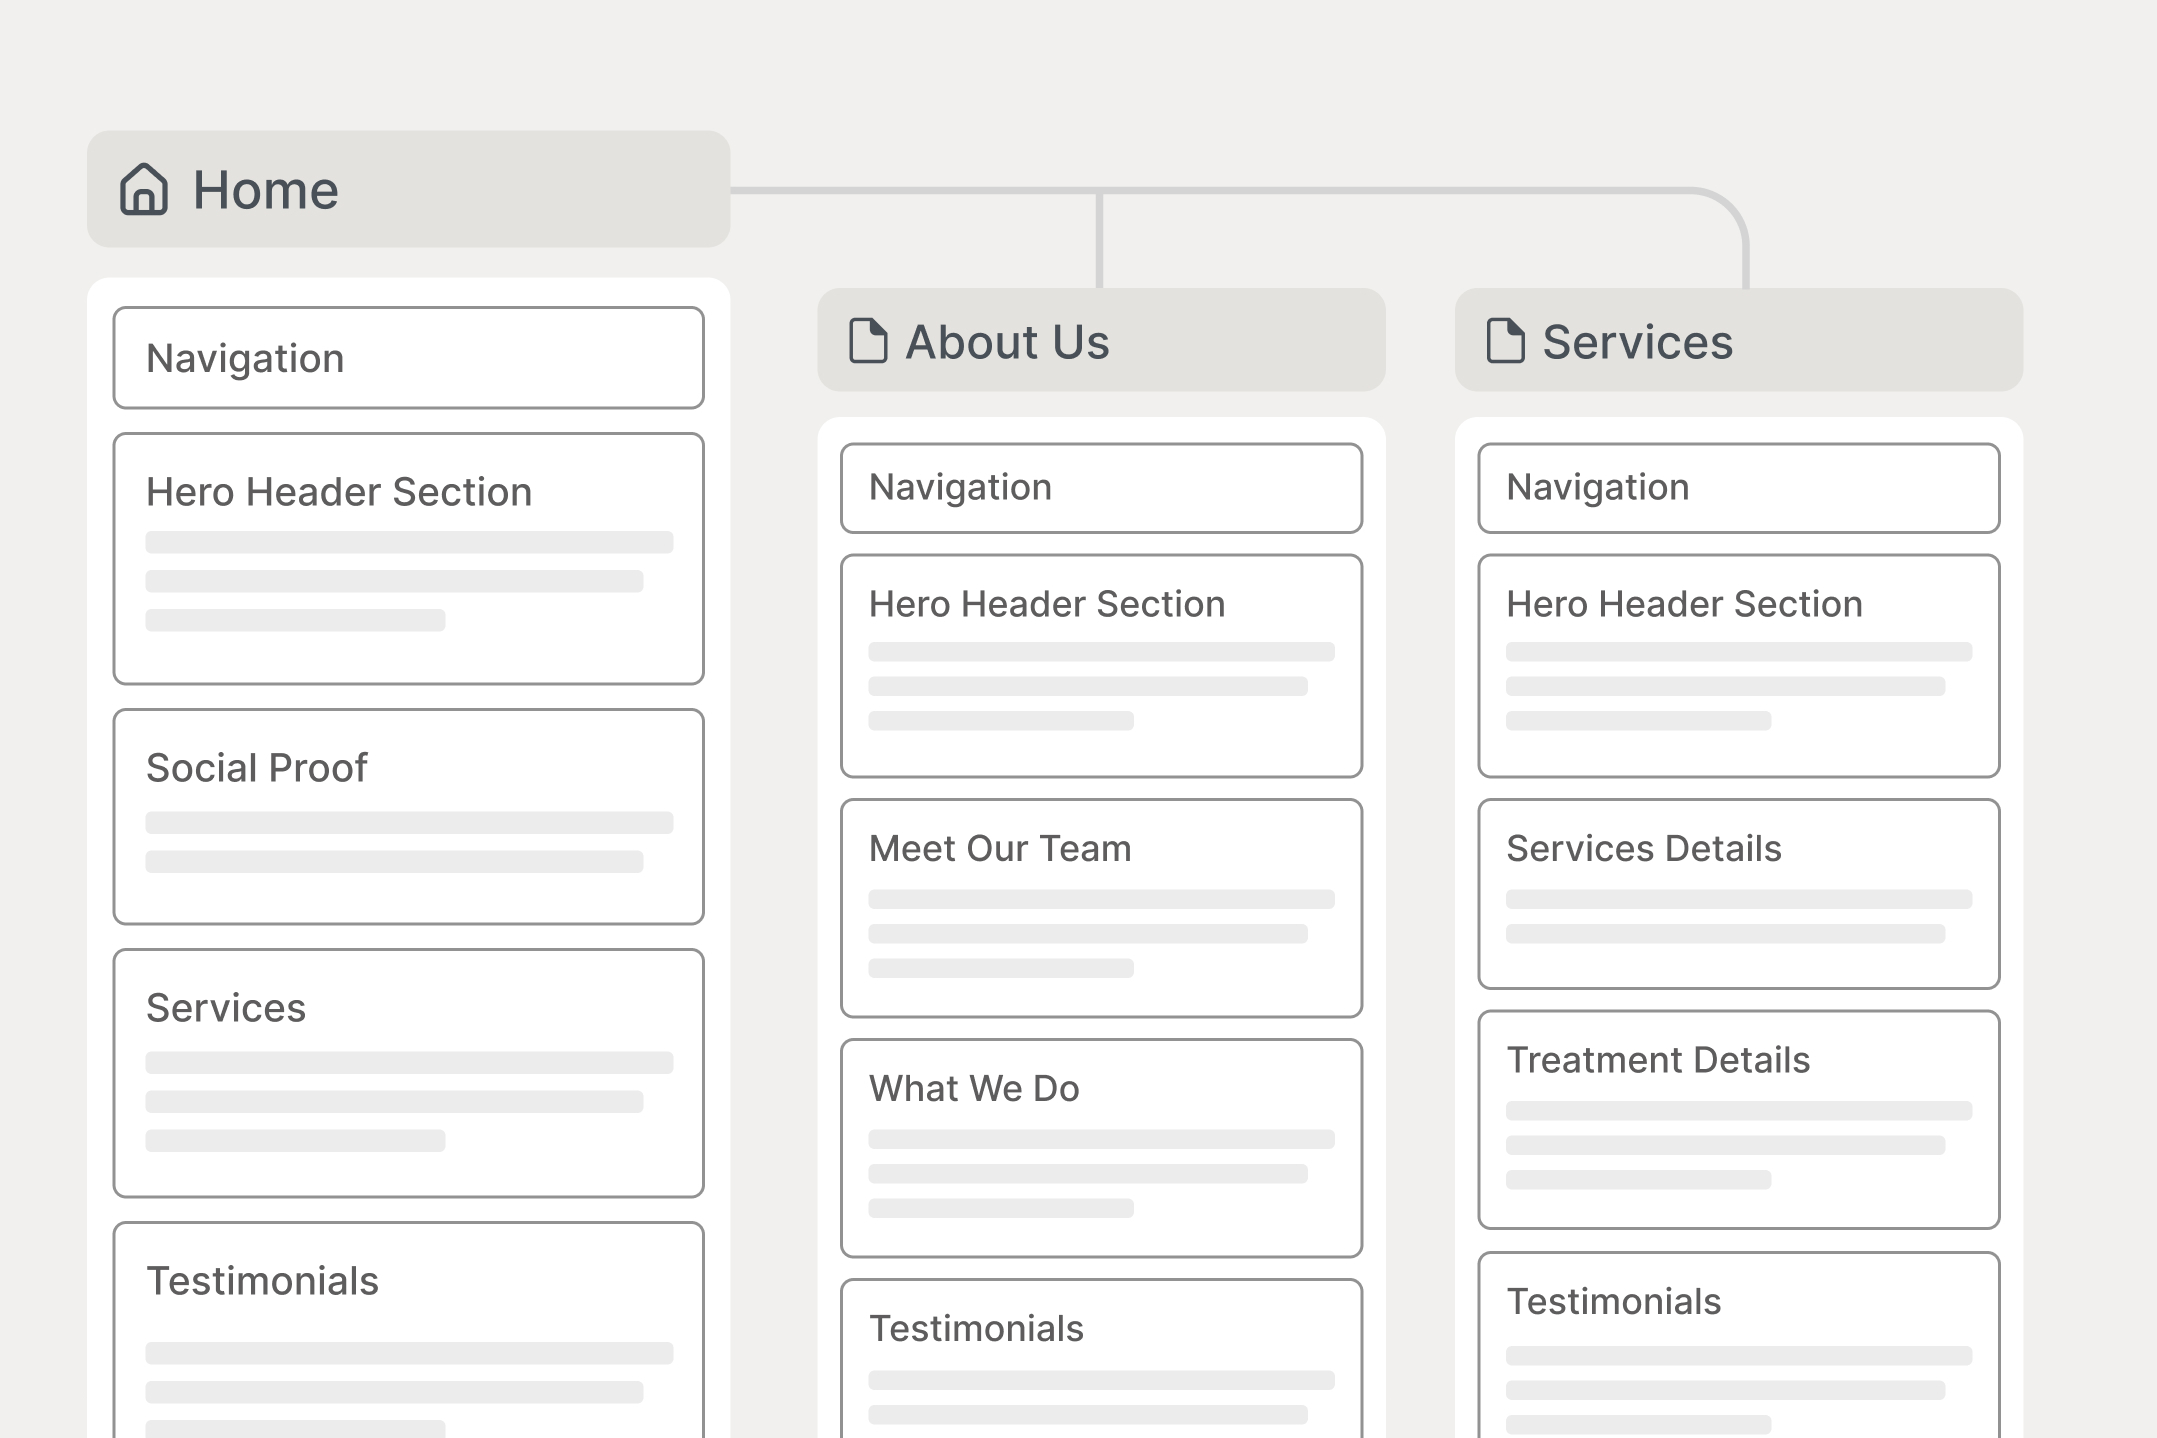 Home
Navigation
Hero Header Section
Social Proof
Services
Testimonials
About Us
Navigation
Hero Header Section
Meet Our Team
What We Do
Testimonials
Services
Navigation
Hero Header Section
Services Details
Treatment Details
Testimonials